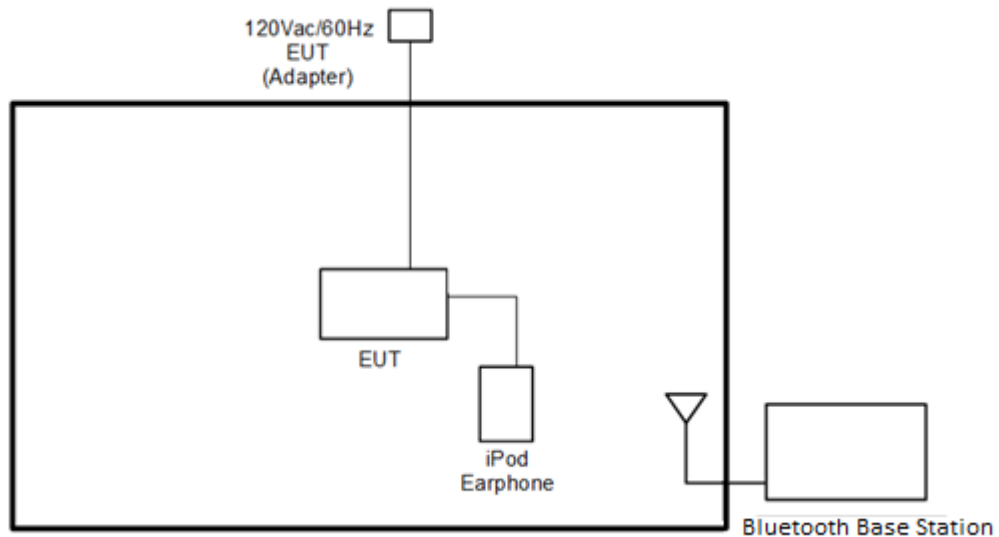 120Vac/60Hz
EUT
(Adapter)
EUT
iPod
Earphone
Bluetooth Base Station